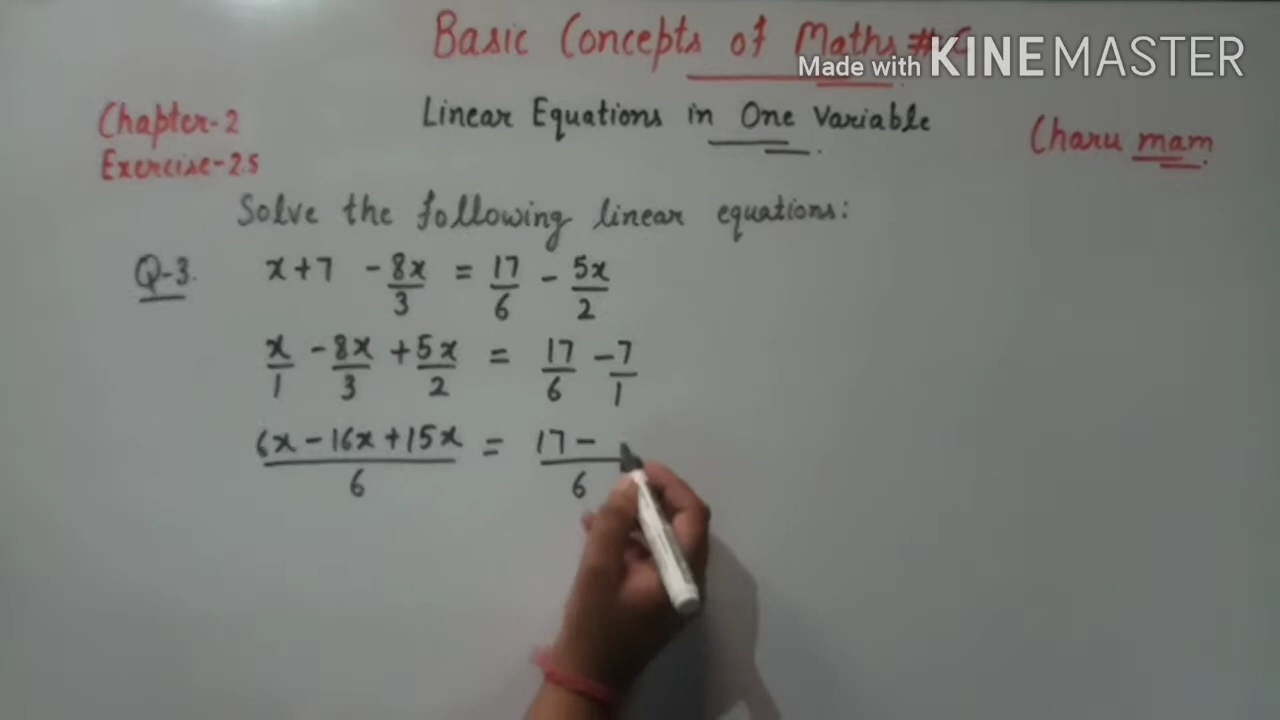 Basic Concepts of Maths #
Made with KINEMASTER
Chapter-2
Linear Equations in One Variable
Charu mam
Exercise-2.5
Solve the following linear equations:
Q-3. x+7 - 8x/3 = 17/6 - 5x/2
x/1 - 8x/3 + 5x/2 = 17/6 - 7/1
6x - 16x + 15x / 6 = 17 - / 6